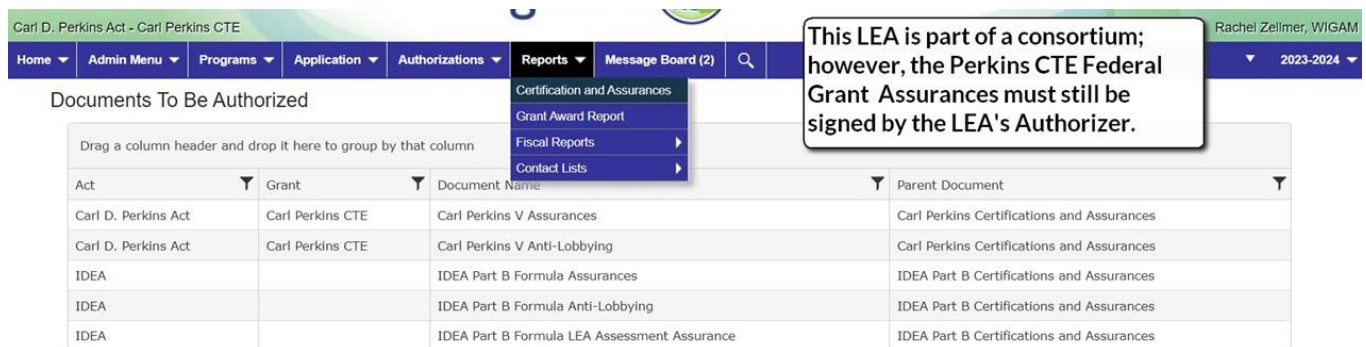 Carl D. Perkins Act - Carl Perkins CTE
Rachel Zellmer, WIGAM
Home Admin Menu Programs Application Authorizations Reports Message Board (2) 2023-2024
This LEA is part of a consortium;
however, the Perkins CTE Federal
Grant Assurances must still be
signed by the LEA's Authorizer.
Certification and Assurances
Grant Award Report
Fiscal Reports
Contact Lists
Documents To Be Authorized
Drag a column header and drop it here to group by that column
Act Grant Document Name Parent Document
Carl D. Perkins Act Carl Perkins CTE Carl Perkins V Assurances Carl Perkins Certifications and Assurances
Carl D. Perkins Act Carl Perkins CTE Carl Perkins V Anti-Lobbying Carl Perkins Certifications and Assurances
IDEA IDEA Part B Formula Assurances IDEA Part B Certifications and Assurances
IDEA IDEA Part B Formula Anti-Lobbying IDEA Part B Certifications and Assurances
IDEA IDEA Part B Formula LEA Assessment Assurance IDEA Part B Certifications and Assurances